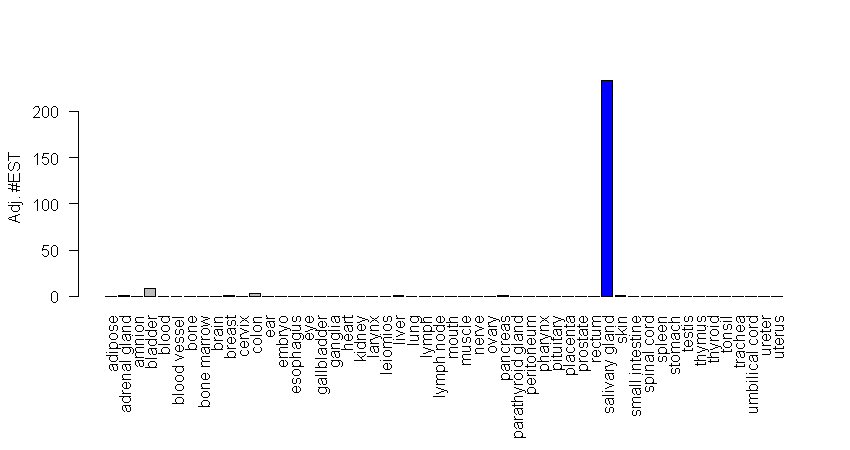 Adj. #EST
200
150
100
50
0
adipose
adrenal gland
amnion
bladder
blood
blood vessel
bone
bone marrow
brain
breast
cervix
colon
ear
embryo
esophagus
eye
gallbladder
ganglia
heart
kidney
larynx
leiomios
liver
lung
lymph
lymph node
mouth
muscle
nerve
ovary
pancreas
parathyroid gland
peritoneum
pharynx
pituitary
placenta
prostate
rectum
salivary gland
skin
small intestine
spinal cord
spleen
stomach
testis
thymus
thyroid
tonsil
trachea
umbilical cord
ureter
uterus